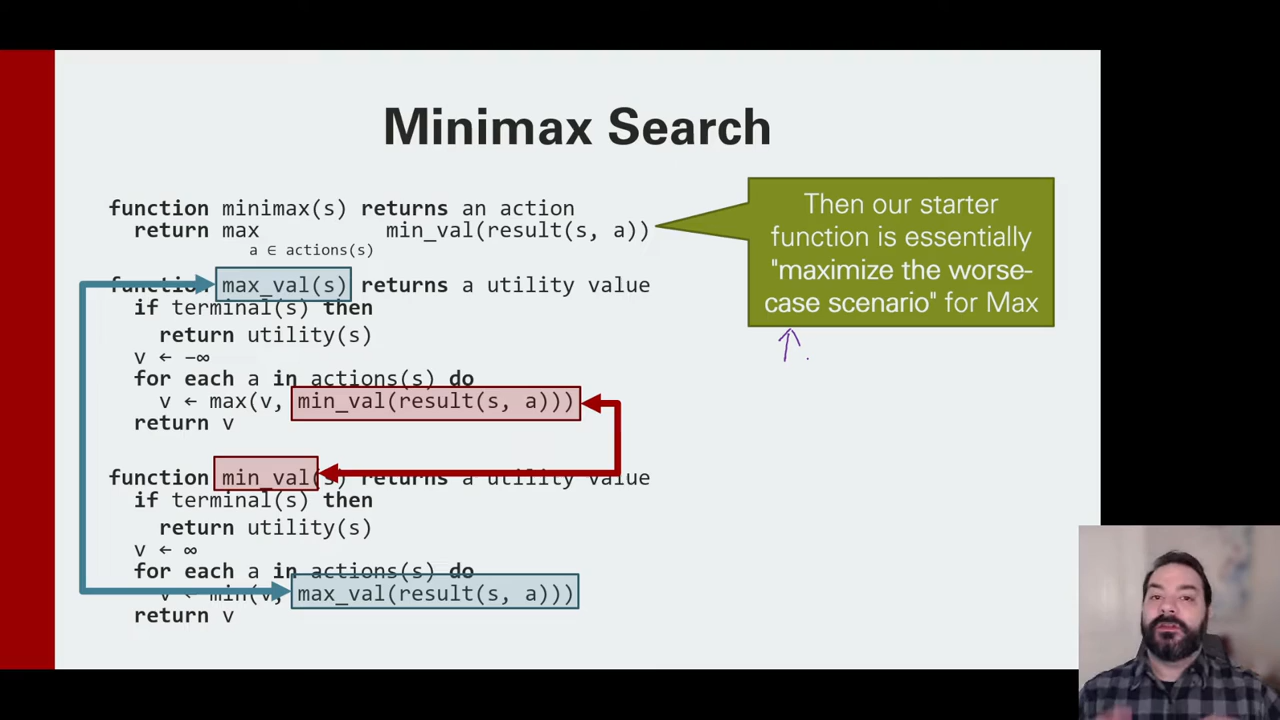 Minimax Search
function minimax(s) returns an action
return max min_val(result(s, a))
a ∈ actions(s)
function max_val(s) returns a utility value
if terminal(s) then
return utility(s)
v ← -∞
for each a in actions(s) do
v ← max(v, min_val(result(s, a)))
return v
function min_val(s) returns a utility value
if terminal(s) then
return utility(s)
v ← ∞
for each a in actions(s) do
v ← min(v, max_val(result(s, a)))
return v
Then our starter
function is essentially
"maximize the worse-
case scenario" for Max